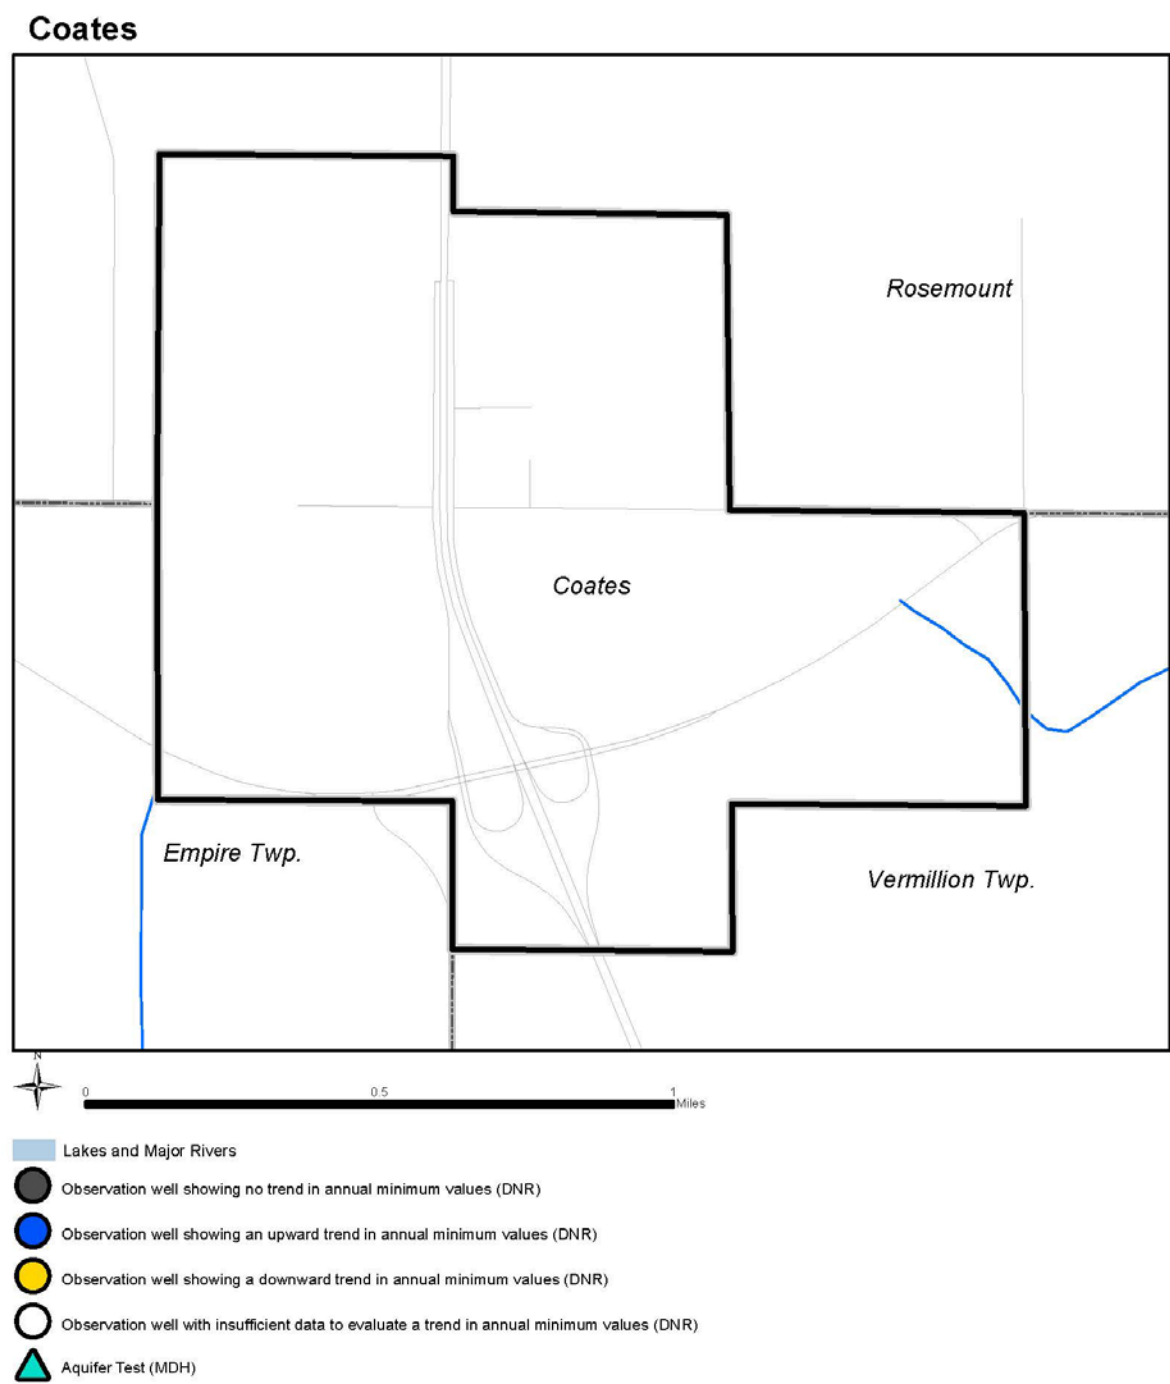 Coates
Rosemount
Coates
Empire Twp.
Vermillion Twp.
N
0 0.5 1
Miles
Lakes and Major Rivers
Observation well showing no trend in annual minimum values (DNR)
Observation well showing an upward trend in annual minimum values (DNR)
Observation well showing a downward trend in annual minimum values (DNR)
Observation well with insufficient data to evaluate a trend in annual minimum values (DNR)
Aquifer Test (MDH)